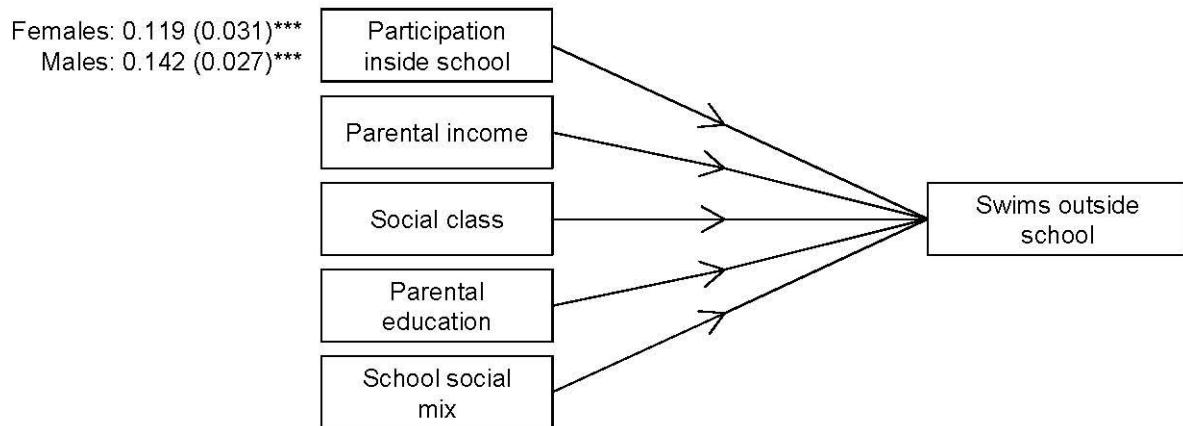 Females: 0.119 (0.031)***
Males: 0.142 (0.027)***
Participation
inside school
Parental income
Social class
Parental
education
School social
mix
Swims outside
school